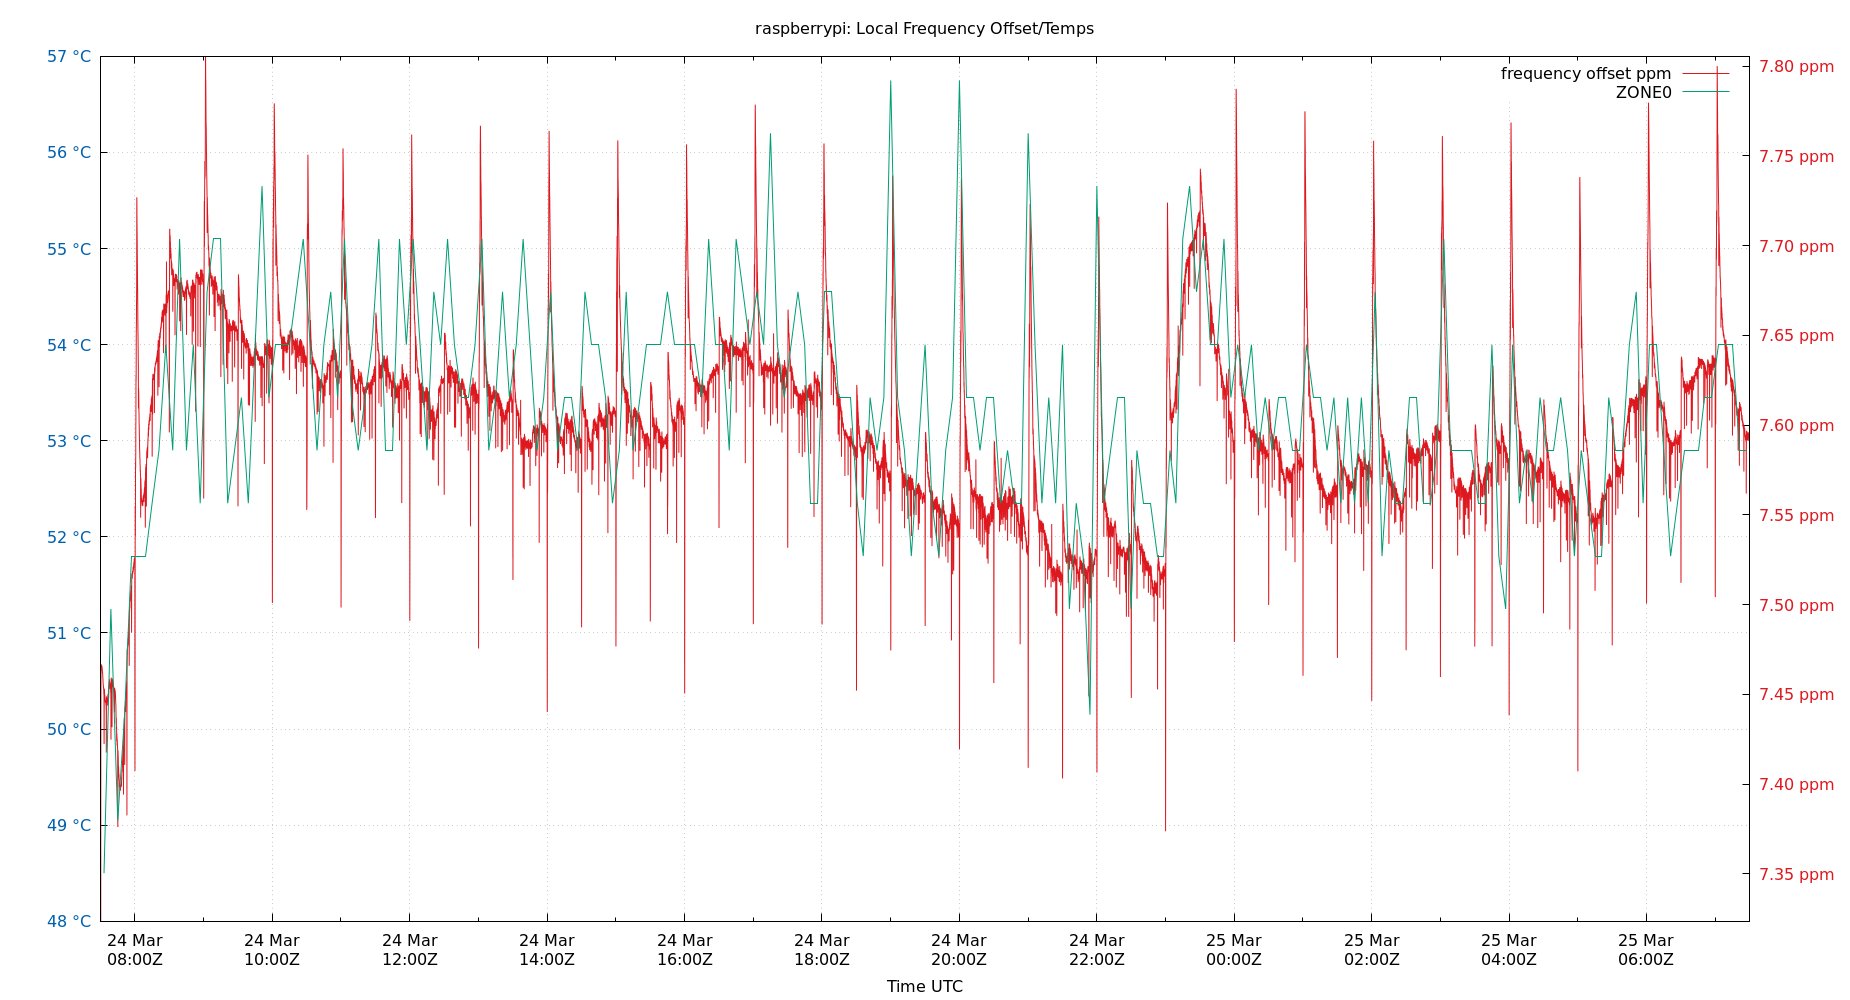 raspberrypi: Local Frequency Offset/Temps
57 °C
56 °C
55 °C
54 °C
53 °C
52 °C
51 °C
50 °C
49 °C
48 °C
frequency offset ppm
ZONE0
7.80 ppm
7.75 ppm
7.70 ppm
7.65 ppm
7.60 ppm
7.55 ppm
7.50 ppm
7.45 ppm
7.40 ppm
7.35 ppm
24 Mar 24 Mar 24 Mar 24 Mar 24 Mar 24 Mar 24 Mar 24 Mar 25 Mar 25 Mar 25 Mar 25 Mar
08:00Z 10:00Z 12:00Z 14:00Z 16:00Z 18:00Z 20:00Z 22:00Z 00:00Z 02:00Z 04:00Z 06:00Z
Time UTC